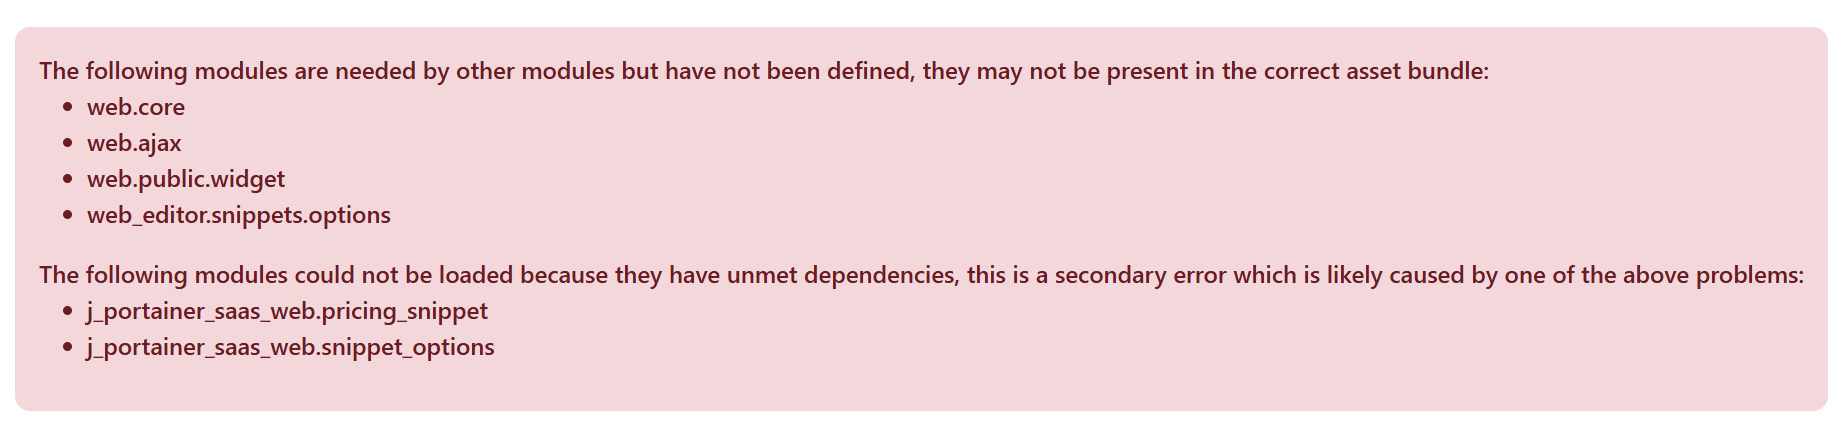 The following modules are needed by other modules but have not been defined, they may not be present in the correct asset bundle:
• web.core
• web.ajax
• web.public.widget
• web_editor.snippets.options
The following modules could not be loaded because they have unmet dependencies, this is a secondary error which is likely caused by one of the above problems:
• j_portainer_saas_web.pricing_snippet
• j_portainer_saas_web.snippet_options